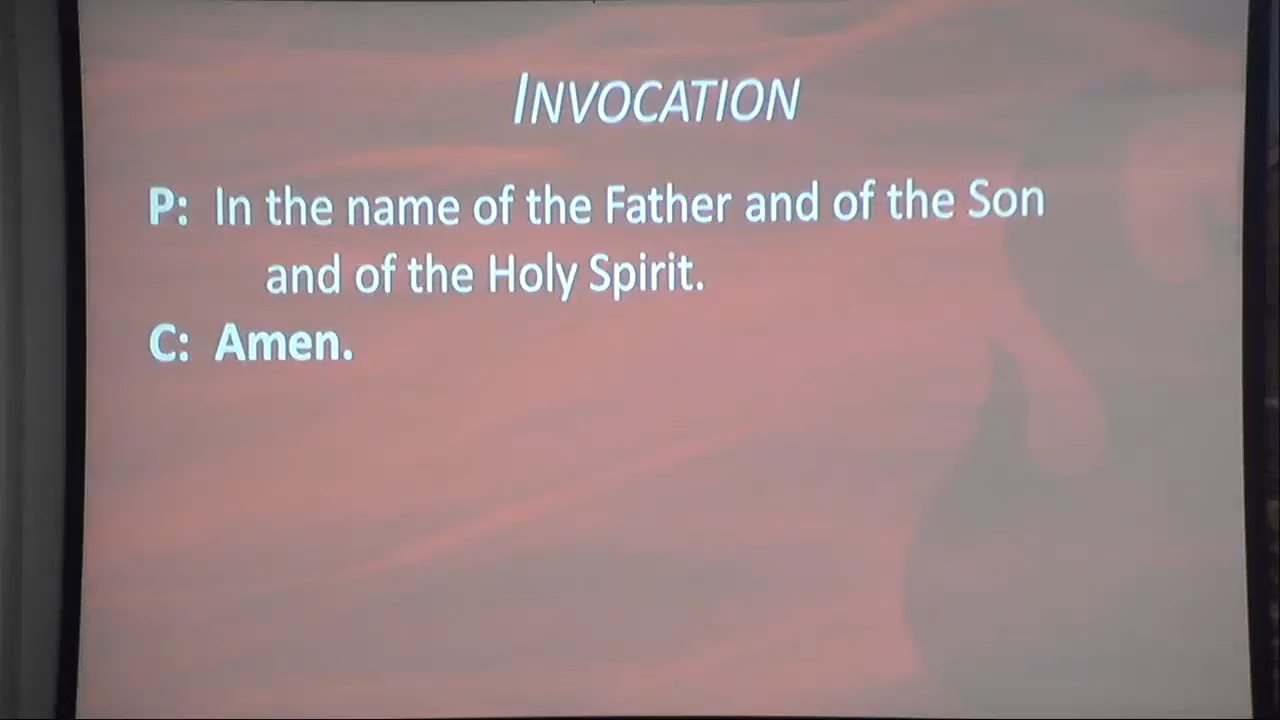 INVOCATION
P: In the name of the Father and of the Son
and of the Holy Spirit.
C: Amen.